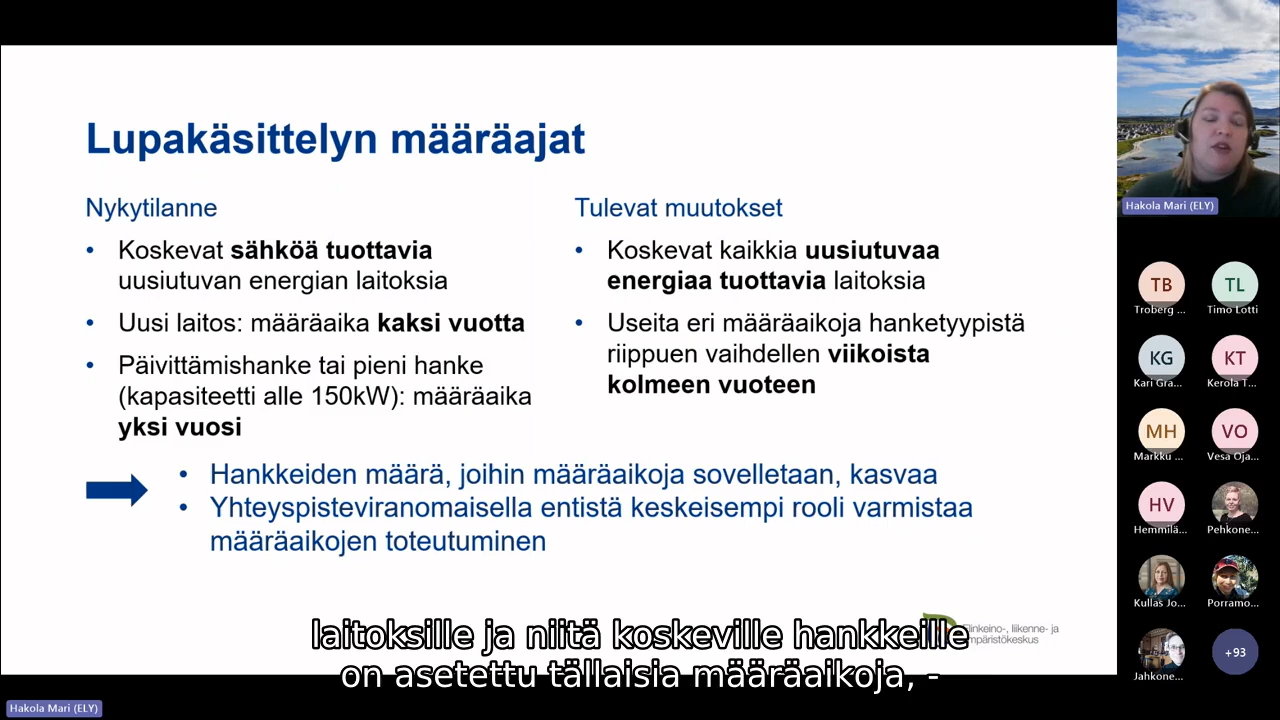 Lupakäsittelyn määräajat
Nykytilanne
• Koskevat sähköä tuottavia
uusiutuvan energian laitoksia
• Uusi laitos: määräaika kaksi vuotta
• Päivittämishanke tai pieni hanke
(kapasiteetti alle 150kW): määräaika
yksi vuosi
Tulevat muutokset
• Koskevat kaikkia uusiutuvaa
energiaa tuottavia laitoksia
• Useita eri määräaikoja hanketyypistä
riippuen vaihdellen viikoista
kolmeen vuoteen
• Hankkeiden määrä, joihin määräaikoja sovelletaan, kasvaa
• Yhteyspisteviranomaisella entistä keskeisempi rooli varmistaa
määräaikojen toteutuminen
liikenne- ja
laitoksille ja niitä koskeville hankkeille
on asetettu tällaisia määräaikoja, -
Hakola Mari (ELY)
Hakola Mari (ELY)
TB
TL
Troberg ...
Timo Lotti
KG
KT
Kari Gra...
Kerola T...
MH
VO
Markku ...
Vesa Oja...
HV
Hemmilä...
Pehkone...
Kullas Jo...
Porramo...
Jahkone...
+93